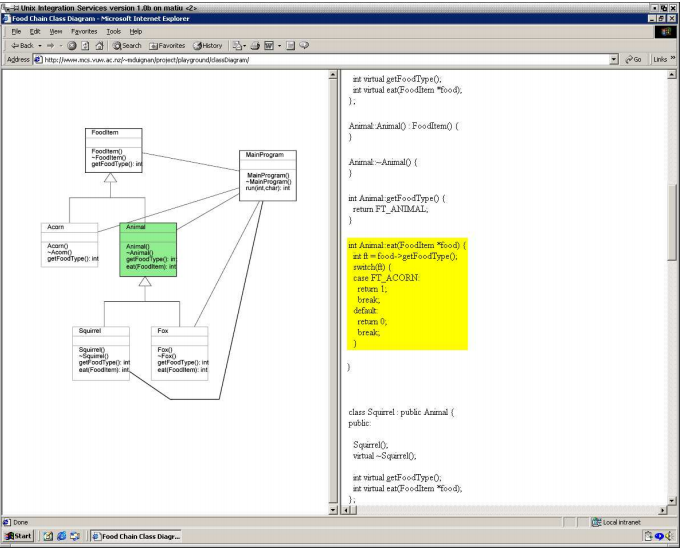 Unix Integration Services version 1.0b on matiu <2>
Food Chain Class Diagram - Microsoft Internet Explorer
File Edit View Favorites Tools Help
Back Search Favorites History
Address http://www.mcs.vuw.ac.nz/~mduignan/project/playground/classDiagram/ Go Links »
FoodItem
FoodItem()
~FoodItem()
getFoodType(): int
MainProgram
MainProgram()
~MainProgram()
run(int,char): int
Acorn
Acorn()
~Acorn()
getFoodType(): int
Animal
Animal()
~Animal()
getFoodType(): int
eat(FoodItem): int
Squirrel
Squirrel()
~Squirrel()
getFoodType(): int
eat(FoodItem): int
Fox
Fox()
~Fox()
getFoodType(): int
eat(FoodItem): int
int virtual getFoodType();
int virtual eat(FoodItem *food);
};
Animal::Animal() : FoodItem() {
}
Animal::~Animal() {
}
int Animal::getFoodType() {
return FT_ANIMAL;
}
int Animal::eat(FoodItem *food) {
int ft = food->getFoodType();
switch(ft) {
case FT_ACORN:
return 1;
break;
default:
return 0;
break;
}
}
class Squirrel : public Animal {
public:
Squirrel();
virtual ~Squirrel();
int virtual getFoodType();
int virtual eat(FoodItem *food);
};
Done Local intranet
Start Food Chain Class Diagr...